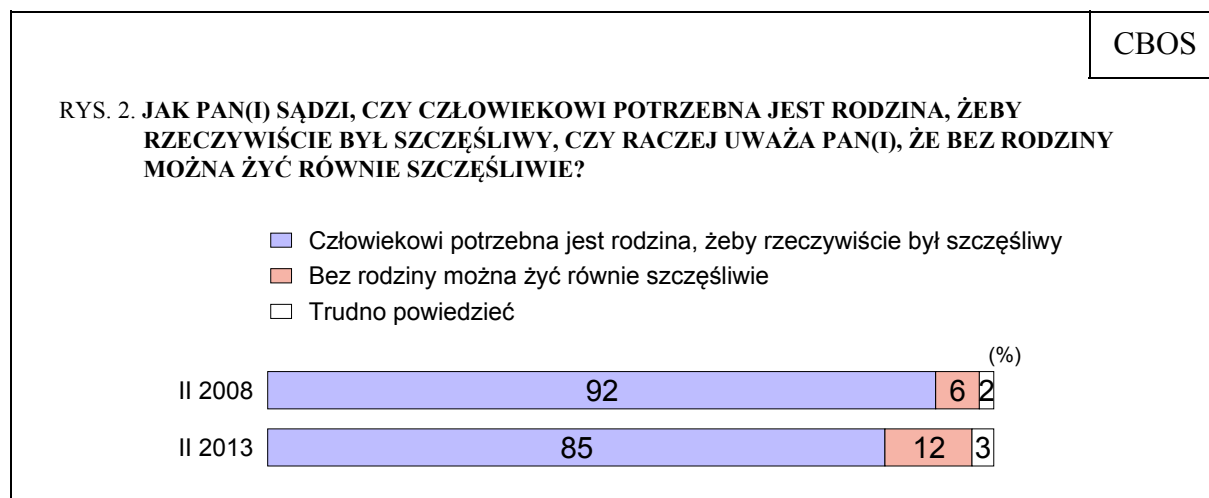 CBOS
RYS. 2. JAK PAN(I) SĄDZI, CZY CZŁOWIEKOWI POTRZEBNA JEST RODZINA, ŻEBY
RZECZYWIŚCIE BYŁ SZCZĘŚLIWY, CZY RACZEJ UWAŻA PAN(I), ŻE BEZ RODZINY
MOŻNA ŻYĆ RÓWNIE SZCZĘŚLIWIE?
Człowiekowi potrzebna jest rodzina, żeby rzeczywiście był szczęśliwy
Bez rodziny można żyć równie szczęśliwie
Trudno powiedzieć
(%)
II 2008 92 6 2
II 2013 85 12 3